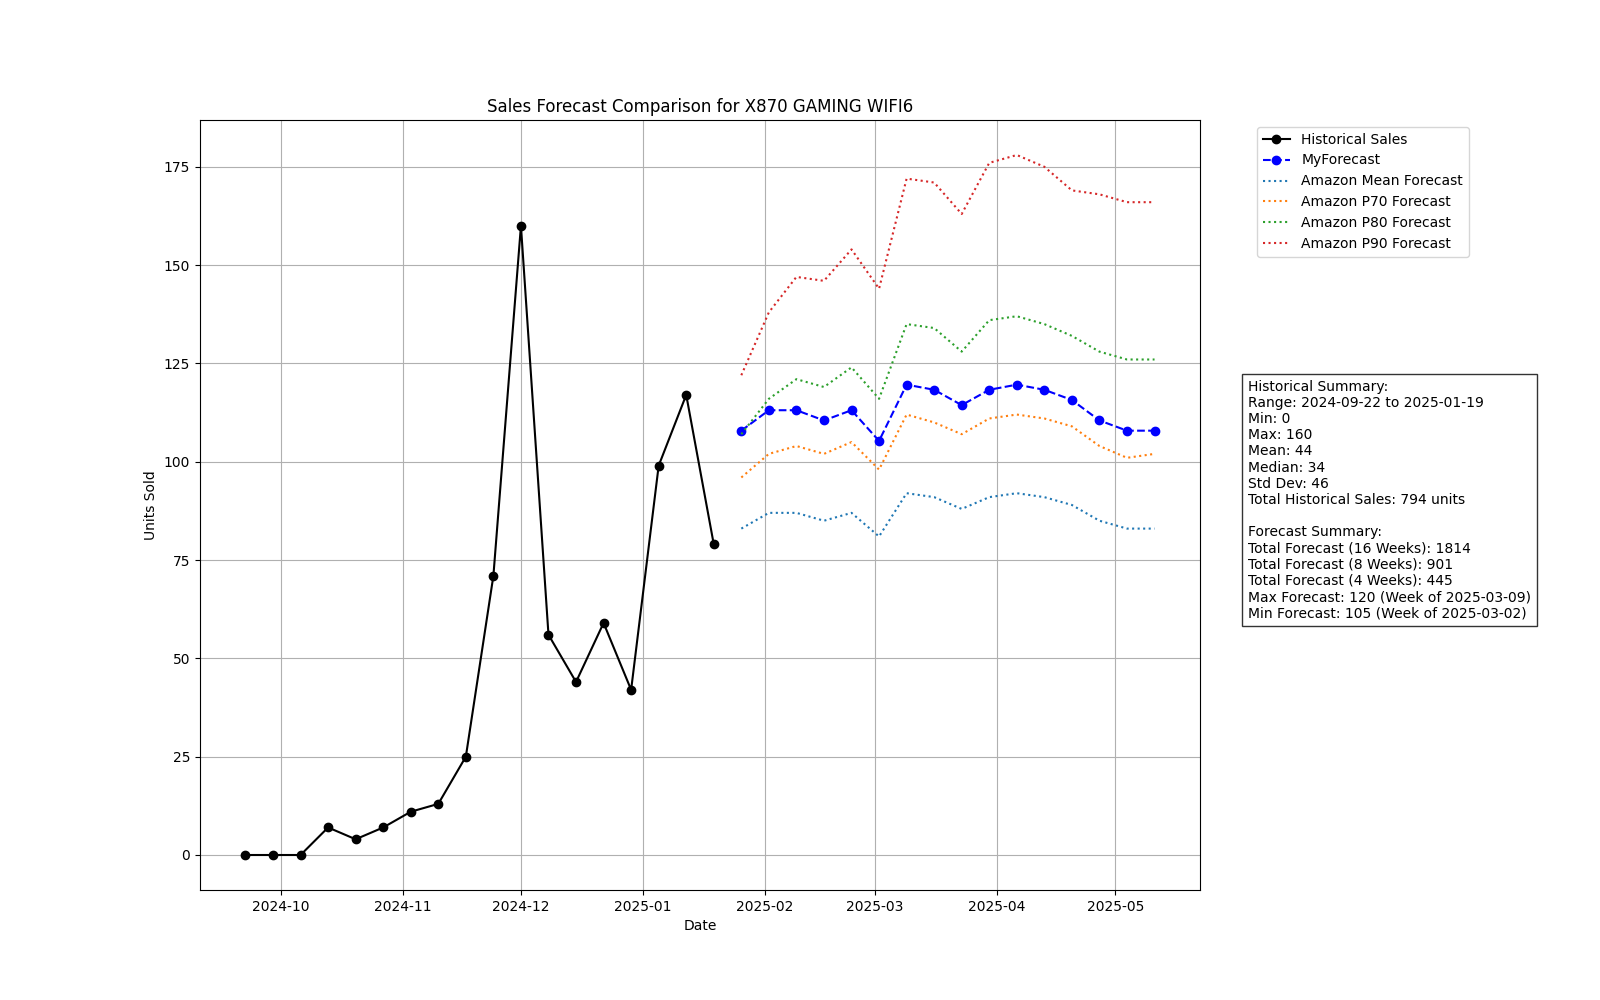 Sales Forecast Comparison for X870 GAMING WIFI6
Historical Sales
MyForecast
Amazon Mean Forecast
Amazon P70 Forecast
Amazon P80 Forecast
Amazon P90 Forecast
175
150
125
100
75
50
25
0
Units Sold
2024-10
2024-11
2024-12
2025-01
2025-02
2025-03
2025-04
2025-05
Date
Historical Summary:
Range: 2024-09-22 to 2025-01-19
Min: 0
Max: 160
Mean: 44
Median: 34
Std Dev: 46
Total Historical Sales: 794 units
Forecast Summary:
Total Forecast (16 Weeks): 1814
Total Forecast (8 Weeks): 901
Total Forecast (4 Weeks): 445
Max Forecast: 120 (Week of 2025-03-09)
Min Forecast: 105 (Week of 2025-03-02)